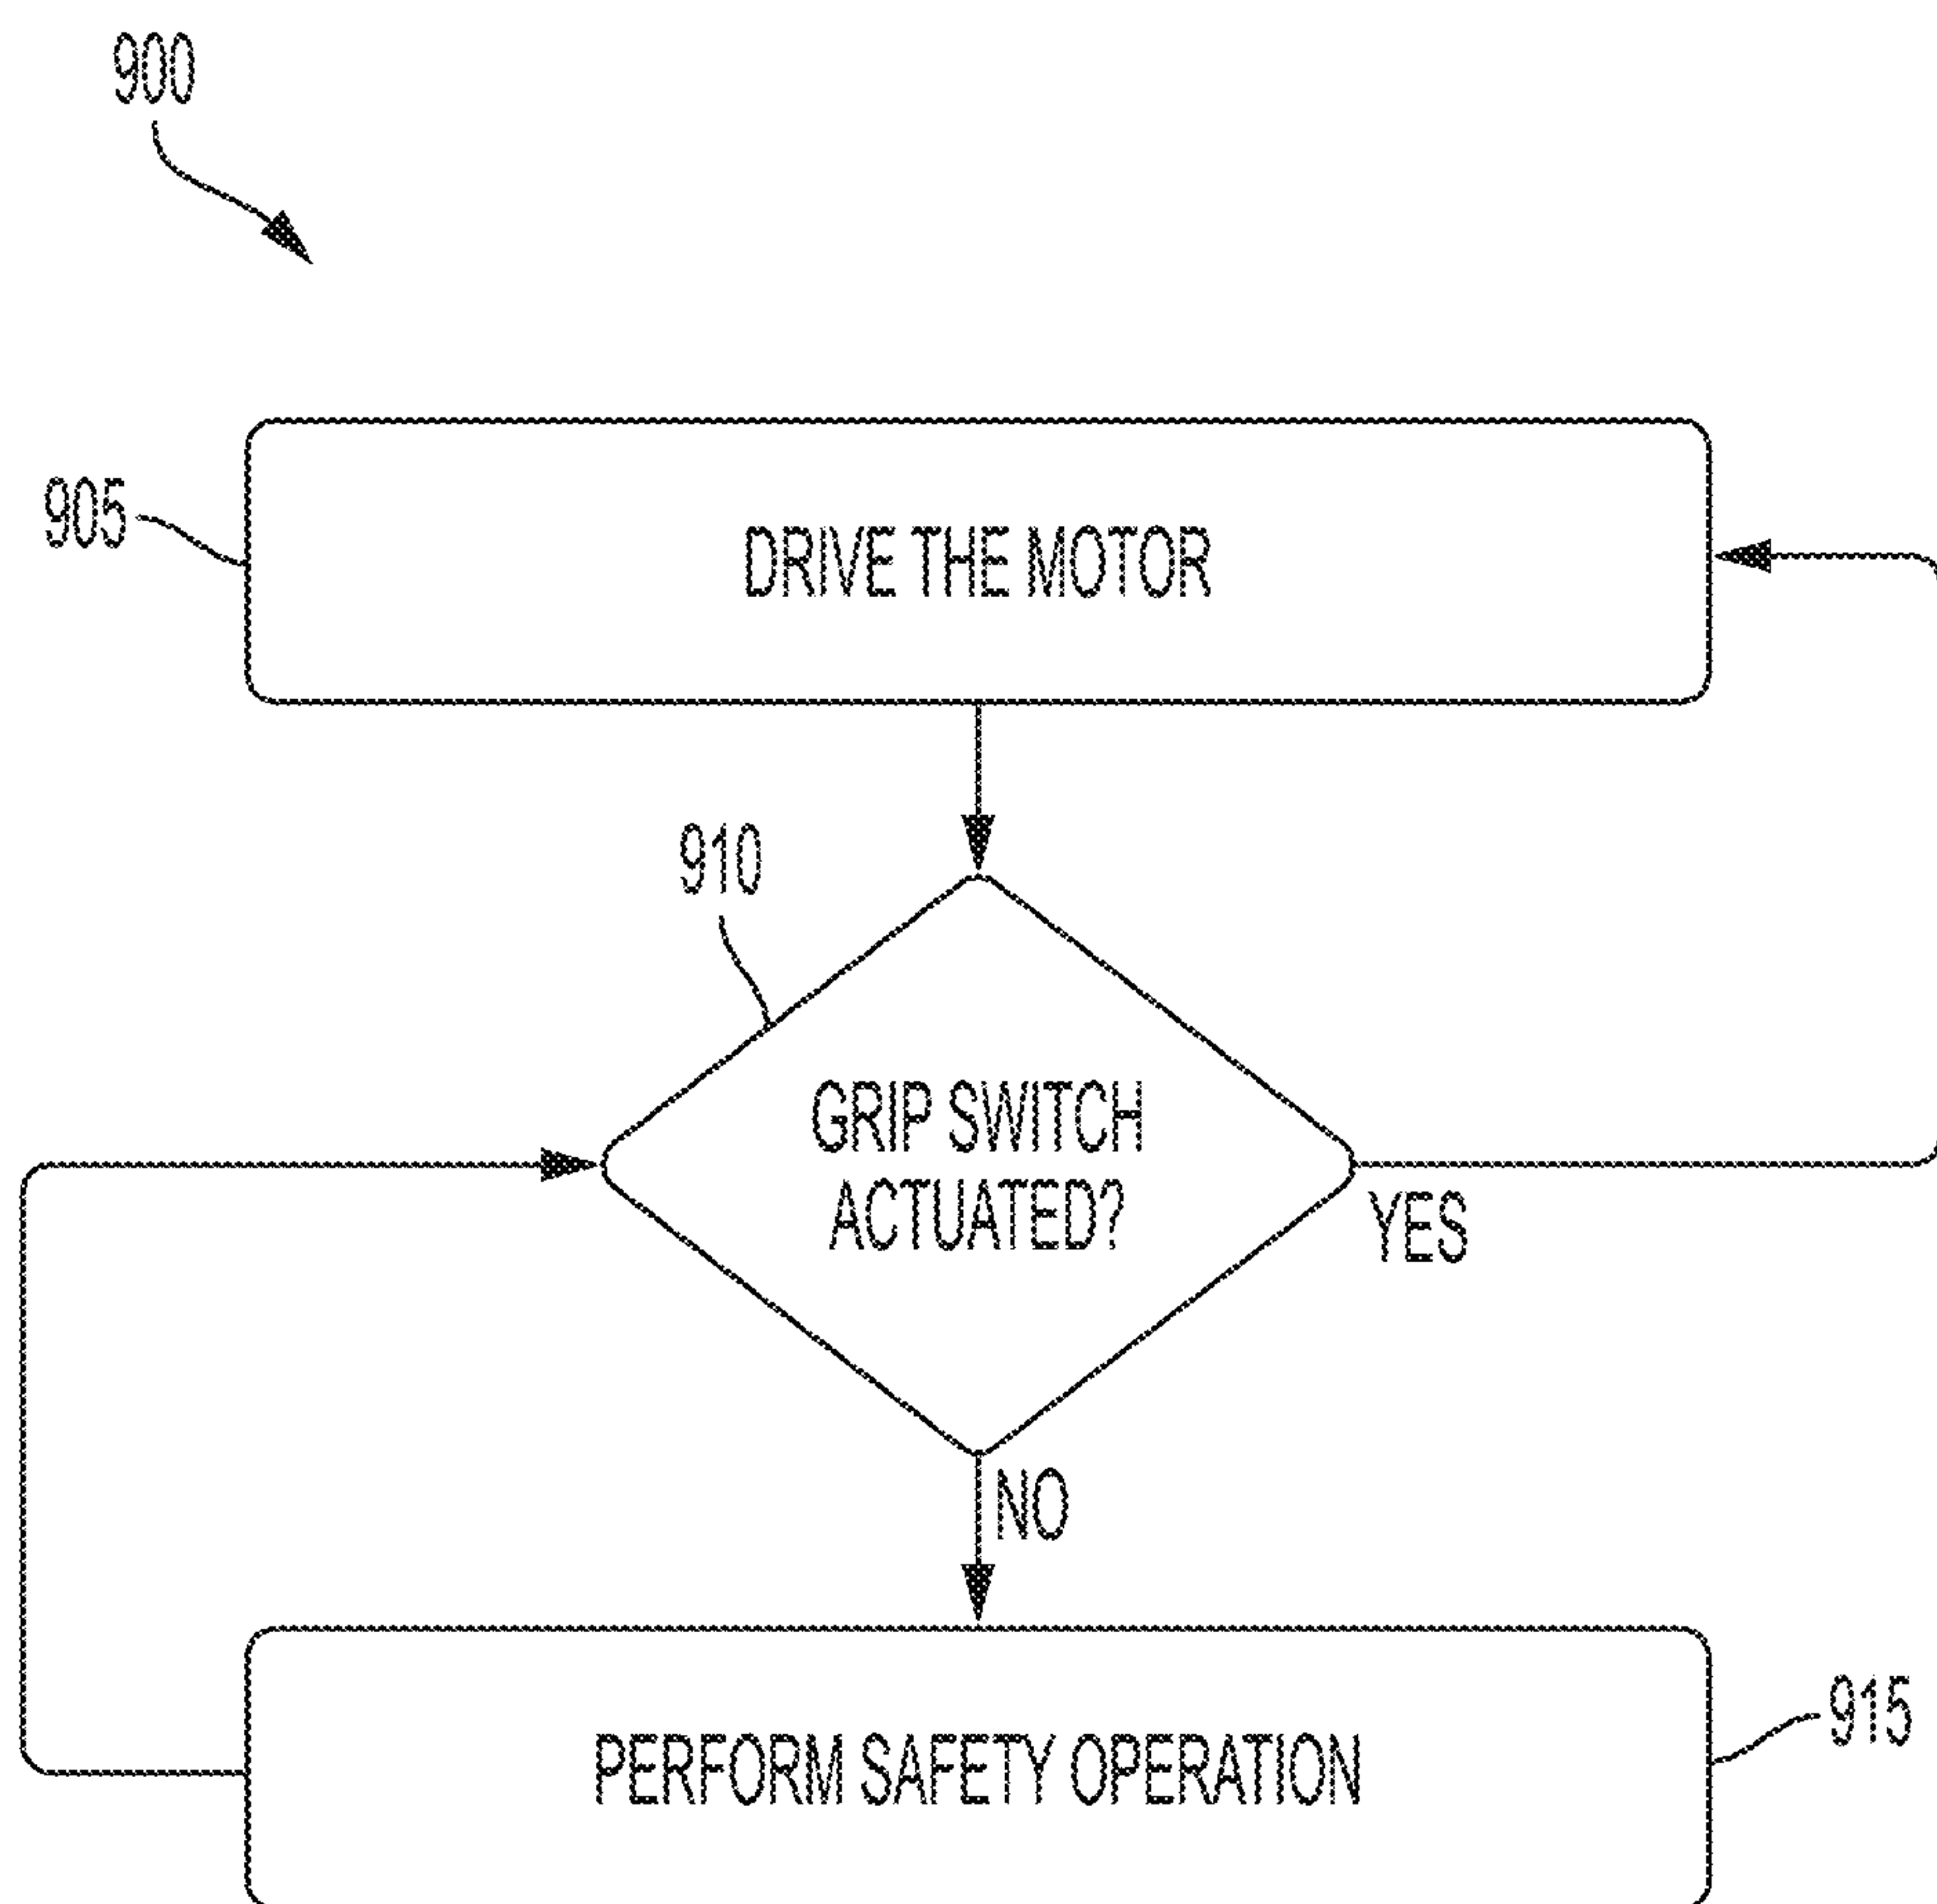 900
905
DRIVE THE MOTOR
910
GRIP SWITCH
ACTUATED?
YES
NO
915
PERFORM SAFETY OPERATION